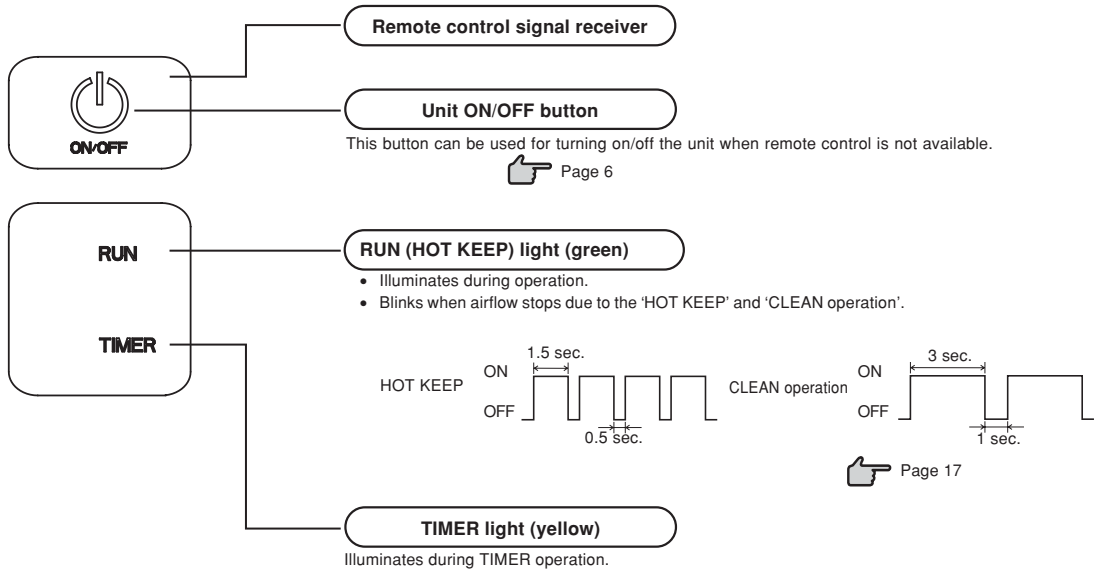 Remote control signal receiver
Unit ON/OFF button
ON/OFF
This button can be used for turning on/off the unit when remote control is not available.
Page 6
RUN
RUN (HOT KEEP) light (green)
• Illuminates during operation.
• Blinks when airflow stops due to the ‘HOT KEEP’ and ‘CLEAN operation’.
TIMER
HOT KEEP
ON
OFF
1.5 sec.
0.5 sec.
CLEAN operation
ON
OFF
3 sec.
1 sec.
Page 17
TIMER light (yellow)
Illuminates during TIMER operation.